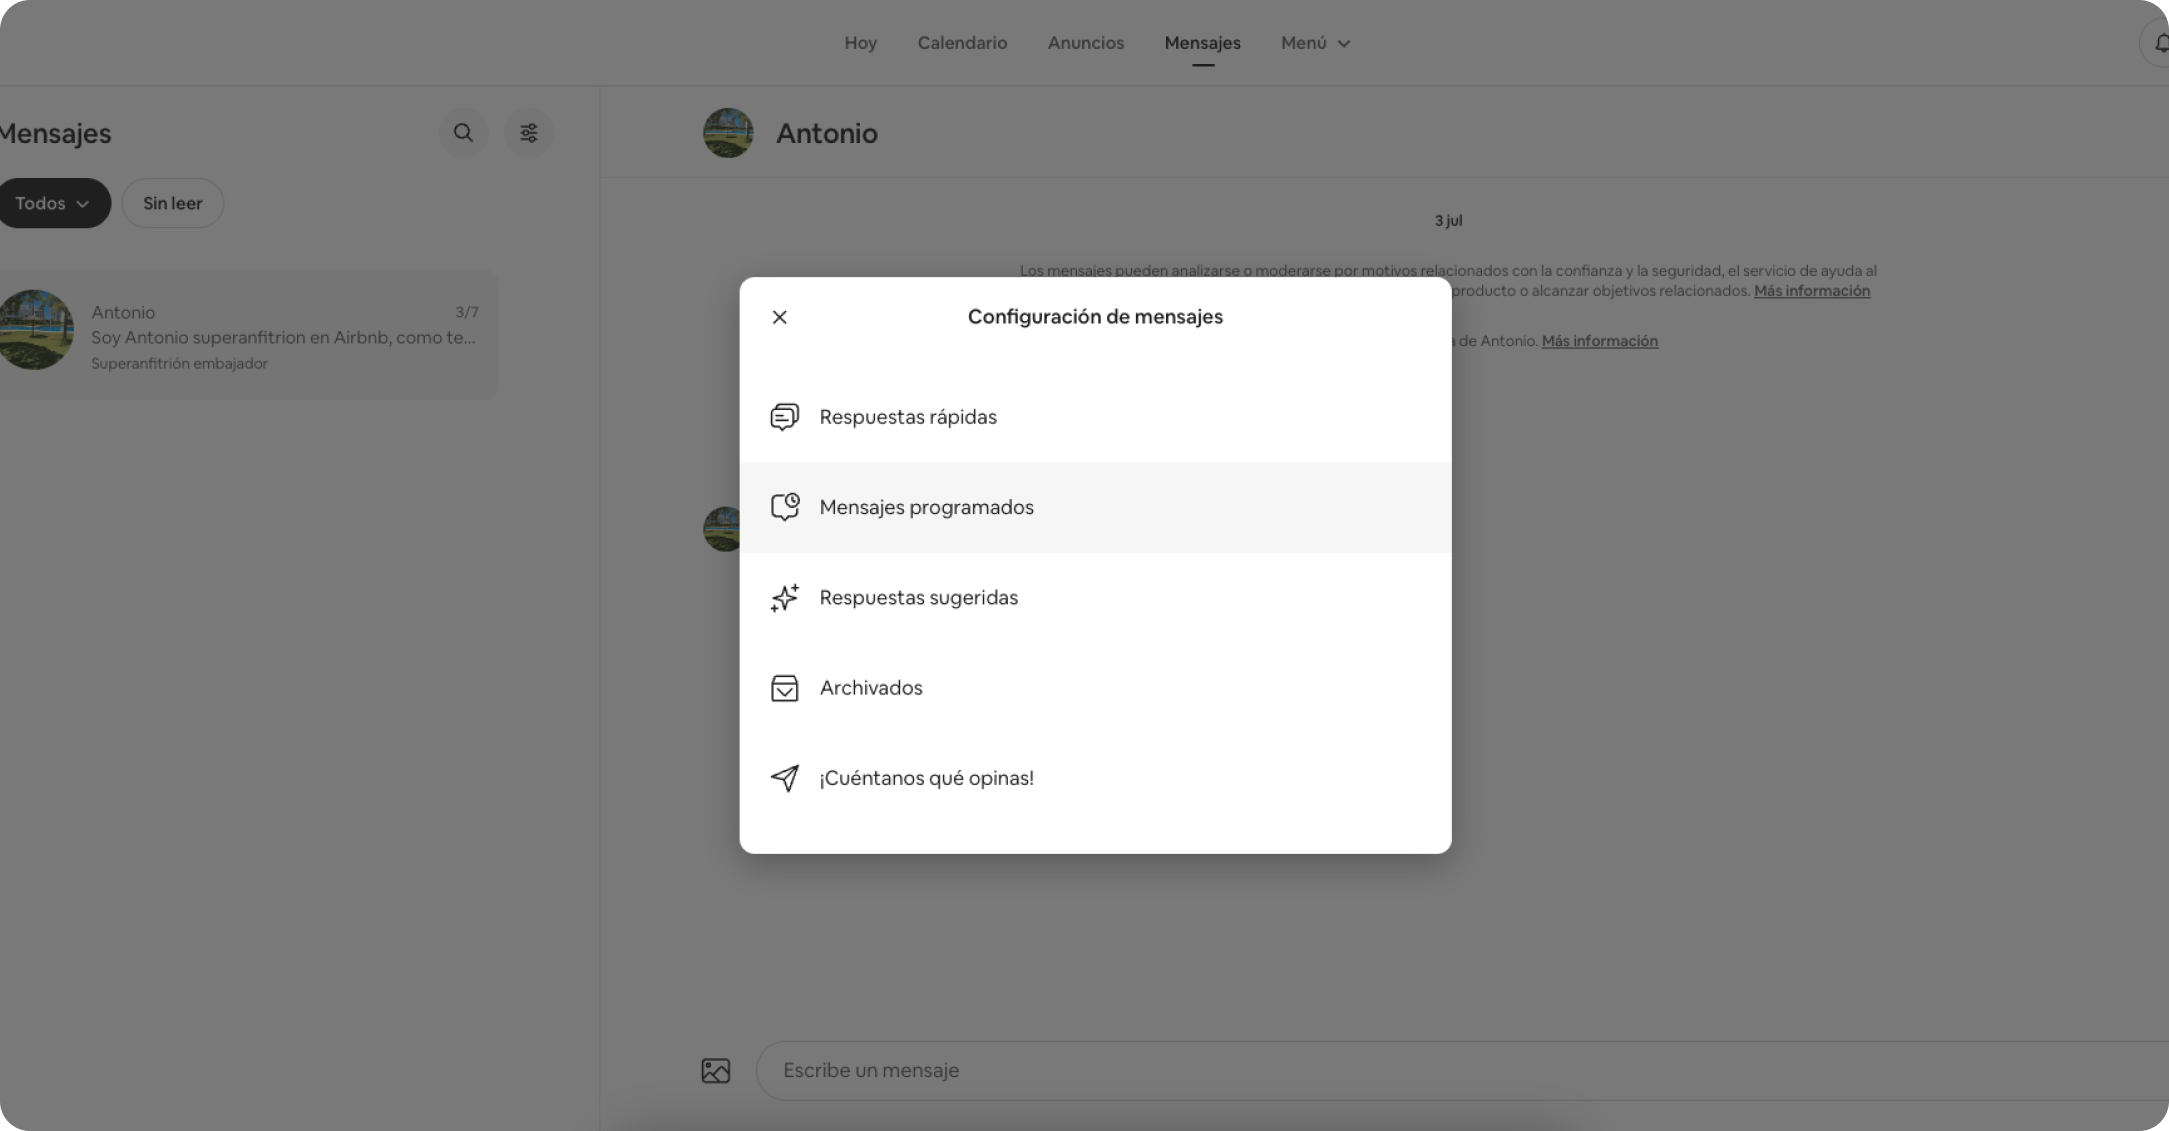 Hoy
Calendario
Anuncios
Mensajes
Menú
Mensajes
Todos
Sin leer
Antonio
3/7
Soy Antonio superanfitrion en Airbnb, como te...
Superanfitrión embajador
Antonio
3 jul
Los mensajes pueden analizarse o moderarse por motivos relacionados con la confianza y la seguridad, el servicio de ayuda al
producto o alcanzar objetivos relacionados. Más información
de Antonio. Más información
Configuración de mensajes
Respuestas rápidas
Mensajes programados
Respuestas sugeridas
Archivados
¡Cuéntanos qué opinas!
Escribe un mensaje